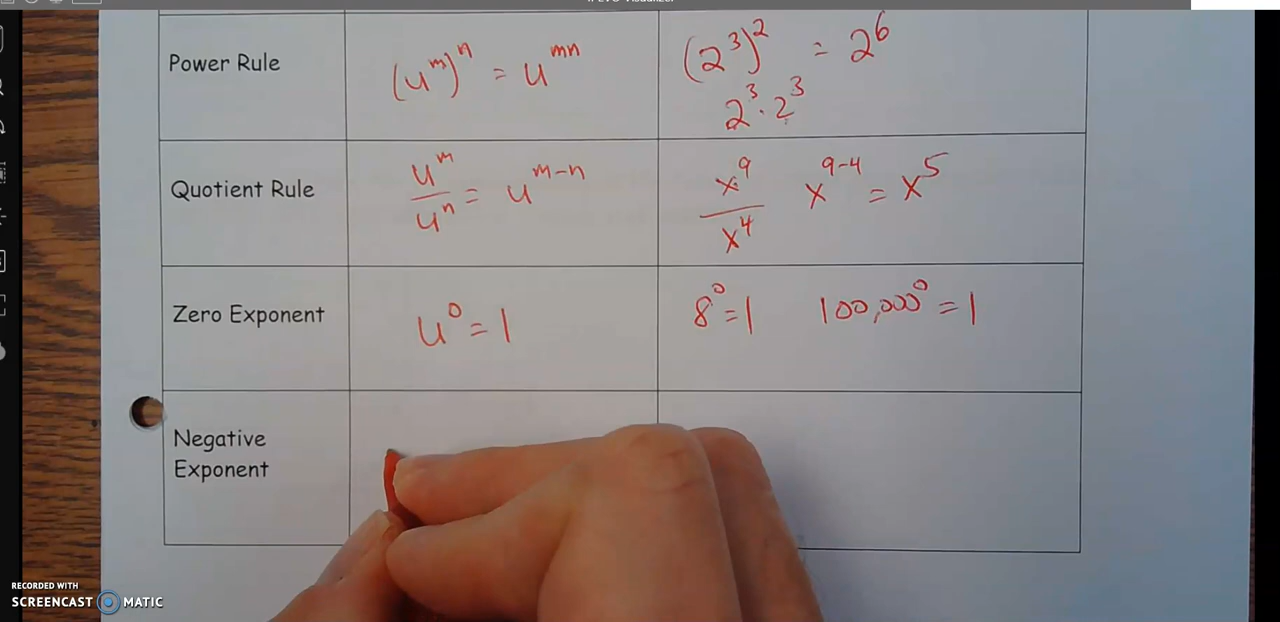 Power Rule
(u^m)^n = u^mn
(2^3)^2 = 2^6
2^3 · 2^3
Quotient Rule
u^m/u^n = u^m-n
x^9/x^4 x^9-4 = x^5
Zero Exponent
u^0 = 1
8^0 = 1 100,000^0 = 1
Negative
Exponent
RECORDED WITH
SCREENCAST MATIC